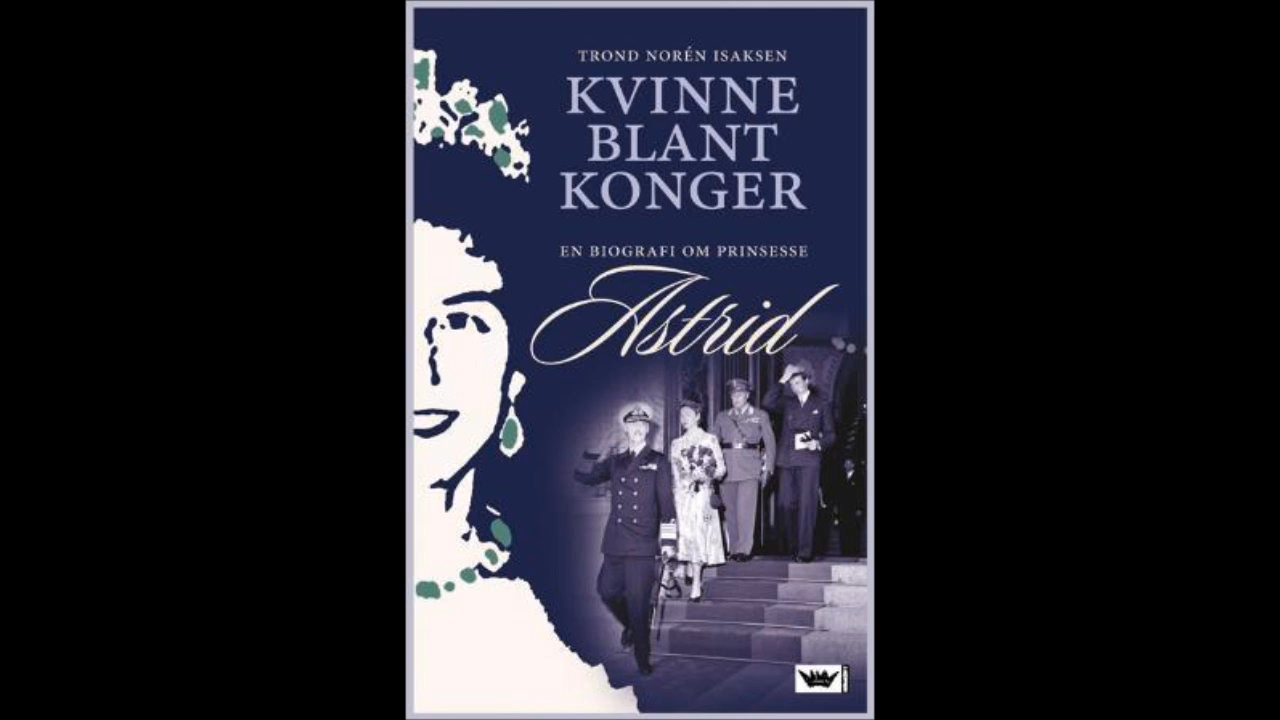 TROND NORÉN ISAKSEN
KVINNE
BLANT
KONGER
EN BIOGRAFI OM PRINSESSE
Astrid